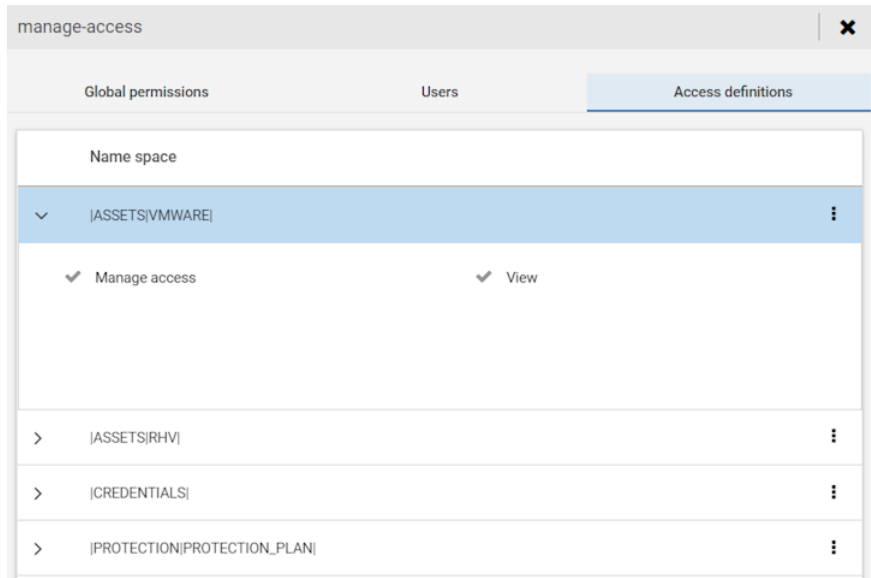 manage-access
Global permissions Users Access definitions
Name space
|ASSETS|VMWARE|
Manage access View
|ASSETS|RHV|
|CREDENTIALS|
|PROTECTION|PROTECTION_PLAN|